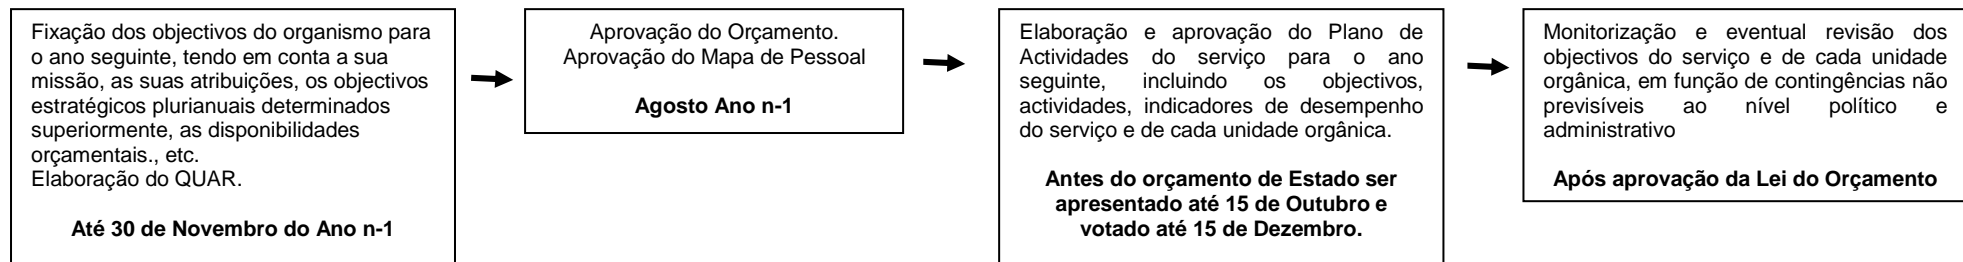 Fixação dos objectivos do organismo para
o ano seguinte, tendo em conta a sua
missão, as suas atribuições, os objectivos
estratégicos plurianuais determinados
superiormente, as disponibilidades
orçamentais., etc.
Elaboração do QUAR.
Até 30 de Novembro do Ano n-1
Aprovação do Orçamento.
Aprovação do Mapa de Pessoal
Agosto Ano n-1
Elaboração e aprovação do Plano de
Actividades do serviço para o ano
seguinte, incluindo os objectivos,
actividades, indicadores de desempenho
do serviço e de cada unidade orgânica.
Antes do orçamento de Estado ser
apresentado até 15 de Outubro e
votado até 15 de Dezembro.
Monitorização e eventual revisão dos
objectivos do serviço e de cada unidade
orgânica, em função de contingências não
previsíveis ao nível político e
administrativo
Após aprovação da Lei do Orçamento